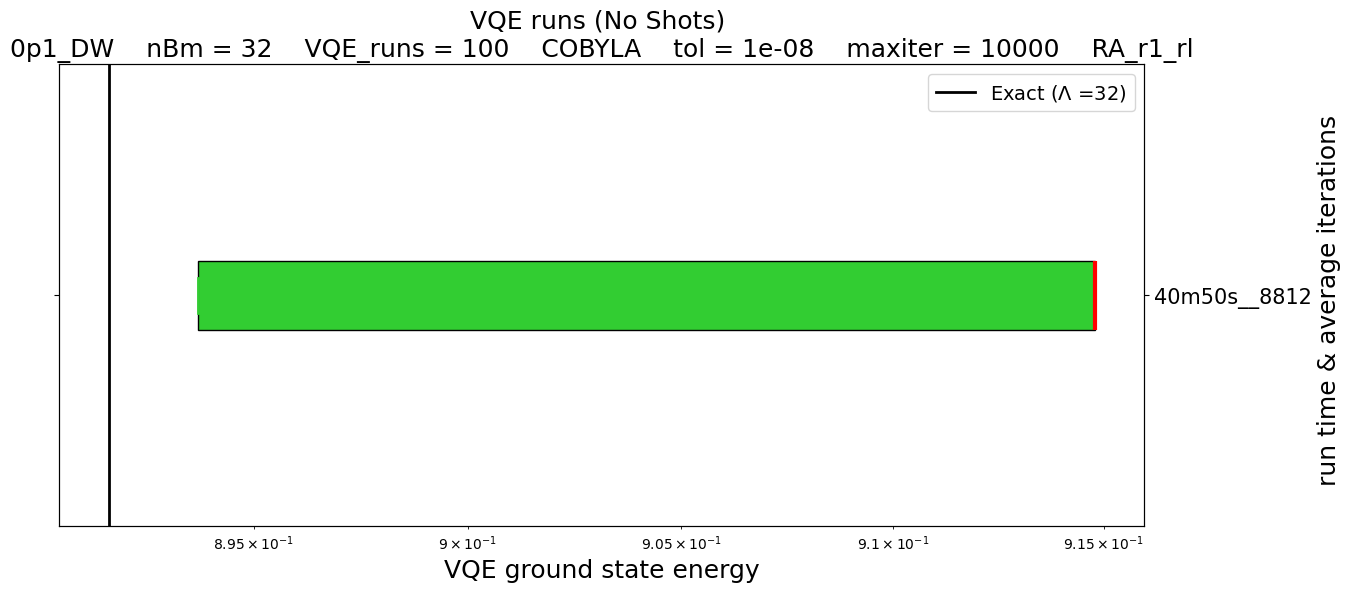 VQE runs (No Shots)
0p1_DW nBm = 32 VQE_runs = 100 COBYLA tol = 1e-08 maxiter = 10000 RA_r1_rl
Exact (Λ =32)
40m50s__8812
run time & average iterations
8.95 × 10⁻¹
9 × 10⁻¹
9.05 × 10⁻¹
9.1 × 10⁻¹
9.15 × 10⁻¹
VQE ground state energy